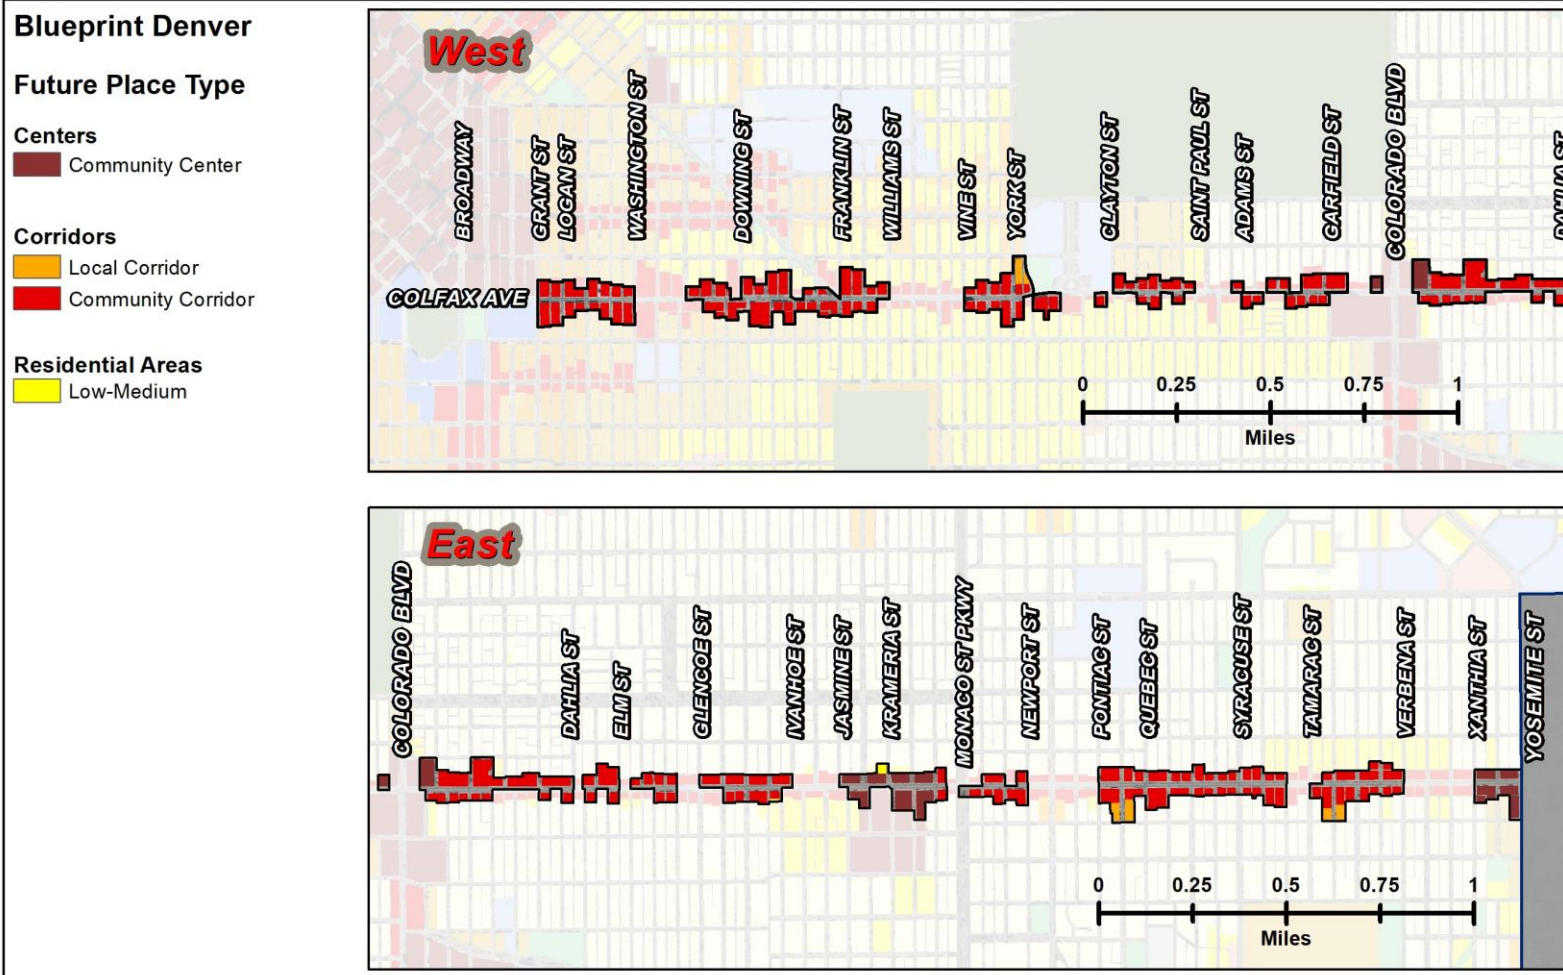 Blueprint Denver
Future Place Type
Centers
Community Center
Corridors
Local Corridor
Community Corridor
Residential Areas
Low-Medium
West
BROADWAY
GRANT ST
LOGAN ST
WASHINGTON ST
DOWNING ST
FRANKLIN ST
WILLIAMS ST
VINE ST
YORK ST
CLAYTON ST
SAINT PAUL ST
ADAMS ST
GARFIELD ST
COLORADO BLVD
DAHLIA ST
COLFAX AVE
0 0.25 0.5 0.75 1
Miles
East
COLORADO BLVD
DAHLIA ST
ELM ST
GLENCOE ST
IVANHOE ST
JASMINE ST
KRAMERIA ST
MONACO ST PKWY
NEWPORT ST
PONTIAC ST
QUEBEC ST
SYRACUSE ST
TAMARAC ST
VERBENA ST
XANTHIA ST
YOSEMITE ST
0 0.25 0.5 0.75 1
Miles